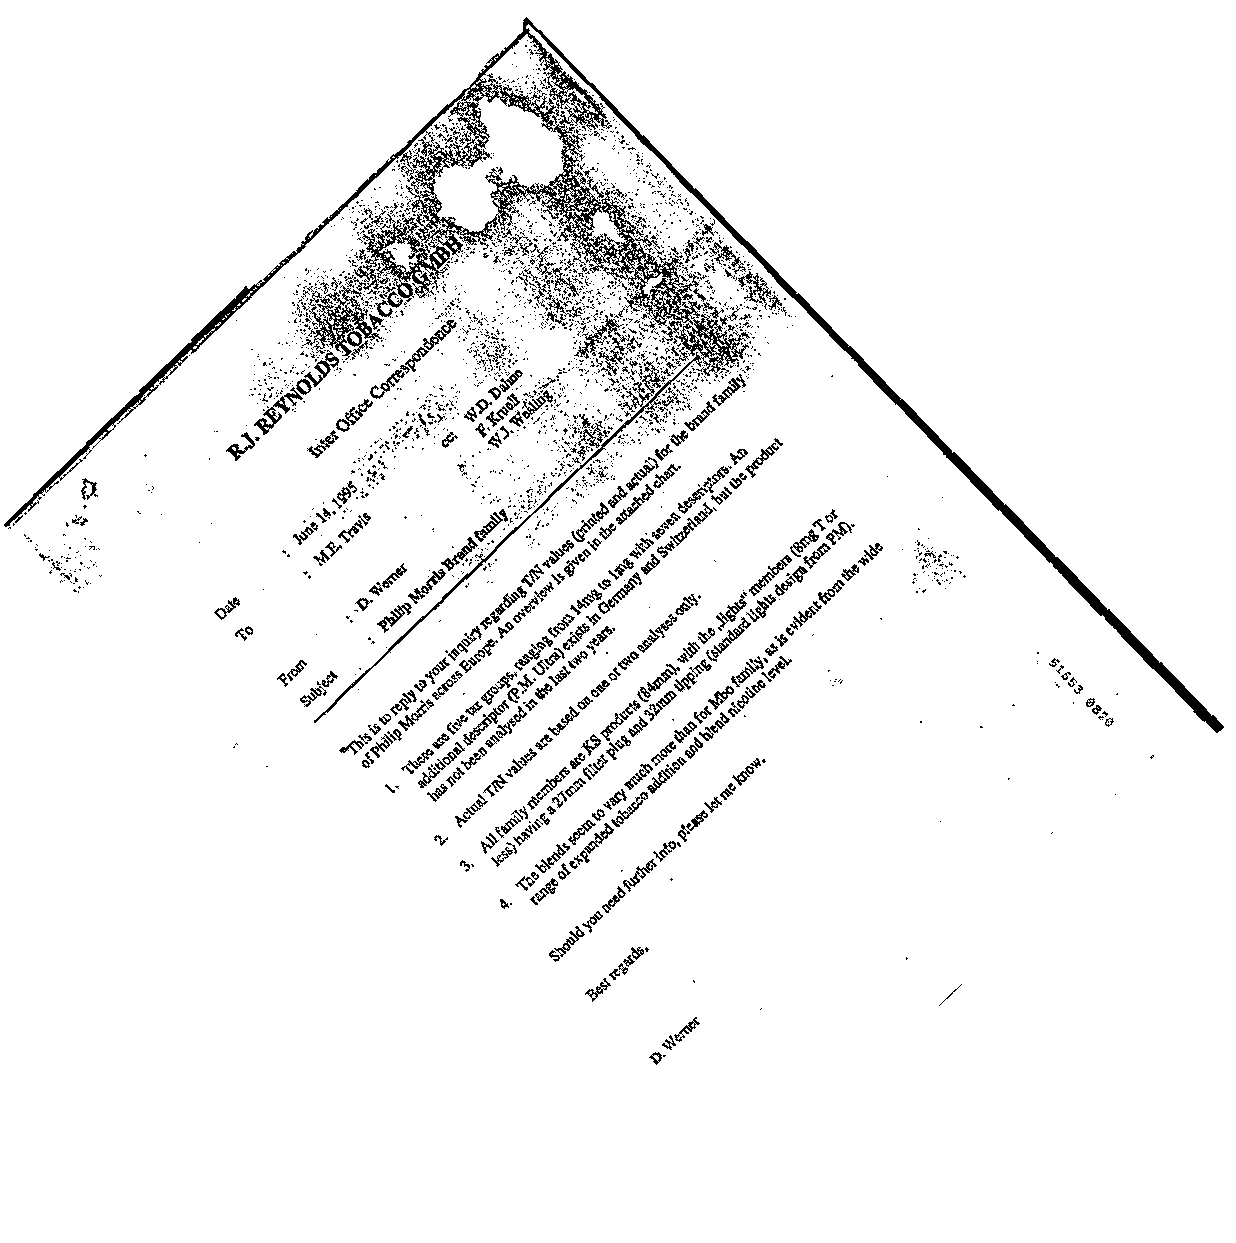 R.J. REYNOLDS TOBACCO GMBH
Inter Office Correspondence
Date : June 14, 1995
To : M.E. Travis
cc: W.D. Duhme
F. Knuell
W.J. Walling
From : D. Werner
Subject : Philip Morris Brand family
This is to reply to your inquiry regarding T/N values (printed and actual) for the brand family
of Philip Morris across Europe. An overview is given in the attached chart.
1. There are five tar groups, ranging from 14mg to 1mg with seven descriptors. An
additional descriptor (P.M. Ultra) exists in Germany and Switzerland, but the product
has not been analysed in the last two years.
2. Actual T/N values are based on one or two analyses only.
3. All family members are KS products (84mm), with the „lights" members (8mg T or
less) having a 27mm filter plug and 32mm tipping (standard lights design from PM).
4. The blends seem to vary much more than for Mbo family, as is evident from the wide
range of expanded tobacco addition and blend nicotine level.
Should you need further info, please let me know.
Best regards,
D. Werner
51653 0820